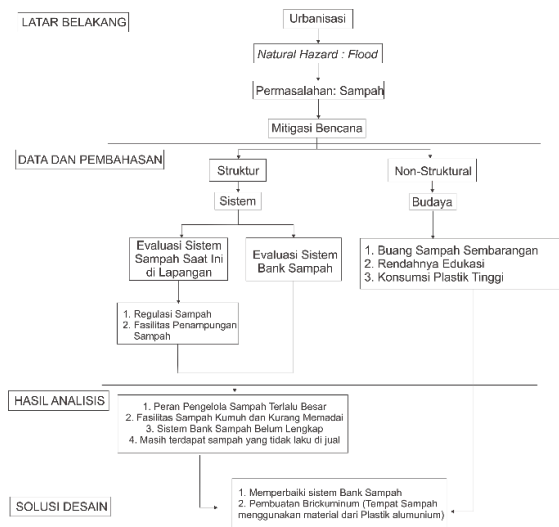 LATAR BELAKANG
Urbanisasi
Natural Hazard : Flood
Permasalahan: Sampah
Mitigasi Bencana
DATA DAN PEMBAHASAN
Struktur
Non-Struktural
Sistem
Budaya
Evaluasi Sistem
Sampah Saat Ini
di Lapangan
Evaluasi Sistem
Bank Sampah
1. Buang Sampah Sembarangan
2. Rendahnya Edukasi
3. Konsumsi Plastik Tinggi
1. Regulasi Sampah
2. Fasilitas Penampungan
Sampah
HASIL ANALISIS
1. Peran Pengelola Sampah Terlalu Besar
2. Fasilitas Sampah Kumuh dan Kurang Memadai
3. Sistem Bank Sampah Belum Lengkap
4. Masih terdapat sampah yang tidak laku di jual
SOLUSI DESAIN
1. Memperbaiki sistem Bank Sampah
2. Pembuatan Brickuminum (Tempat Sampah
menggunakan material dari Plastik alumunium)